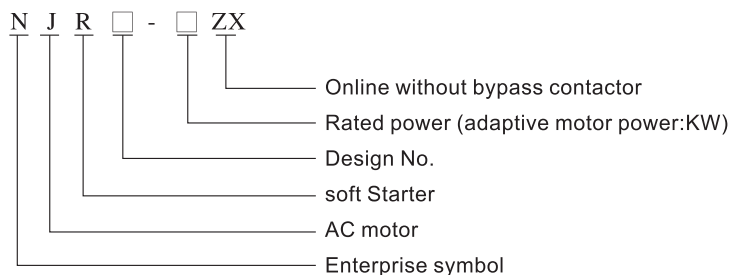 N J R □ - □ ZX
Online without bypass contactor
Rated power (adaptive motor power:KW)
Design No.
soft Starter
AC motor
Enterprise symbol